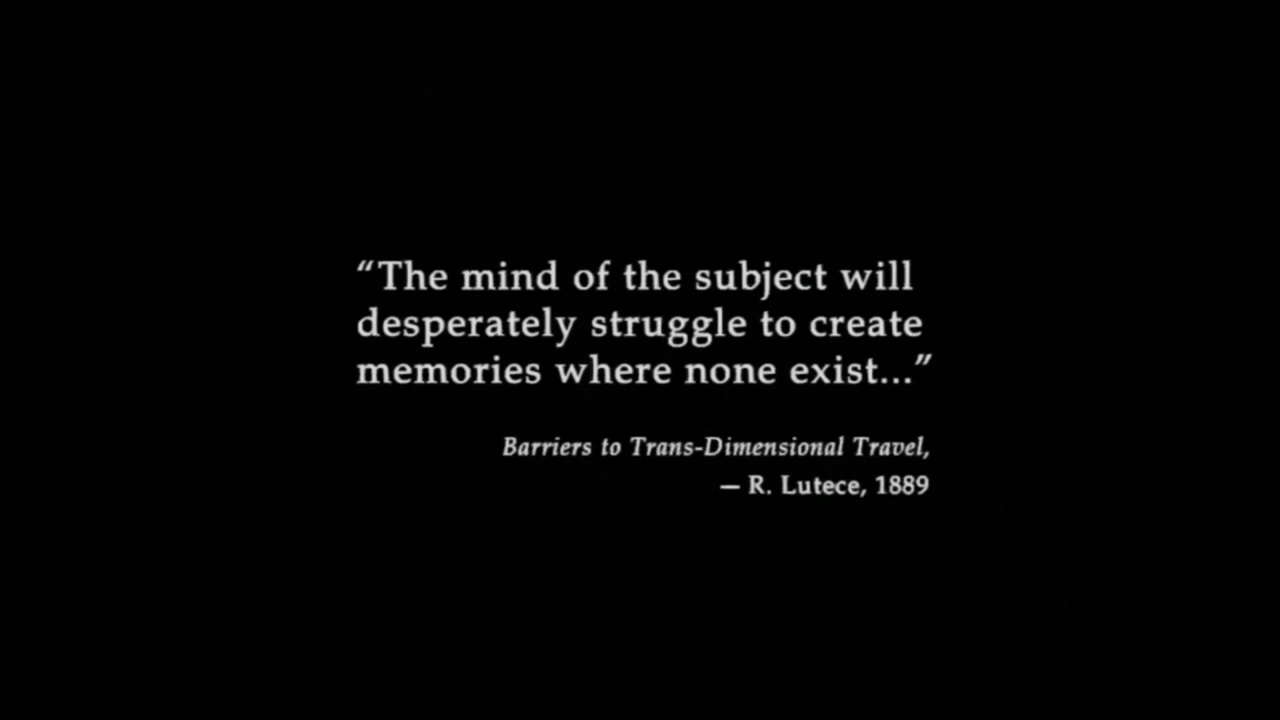 “The mind of the subject will
desperately struggle to create
memories where none exist...”
Barriers to Trans-Dimensional Travel,
— R. Lutece, 1889